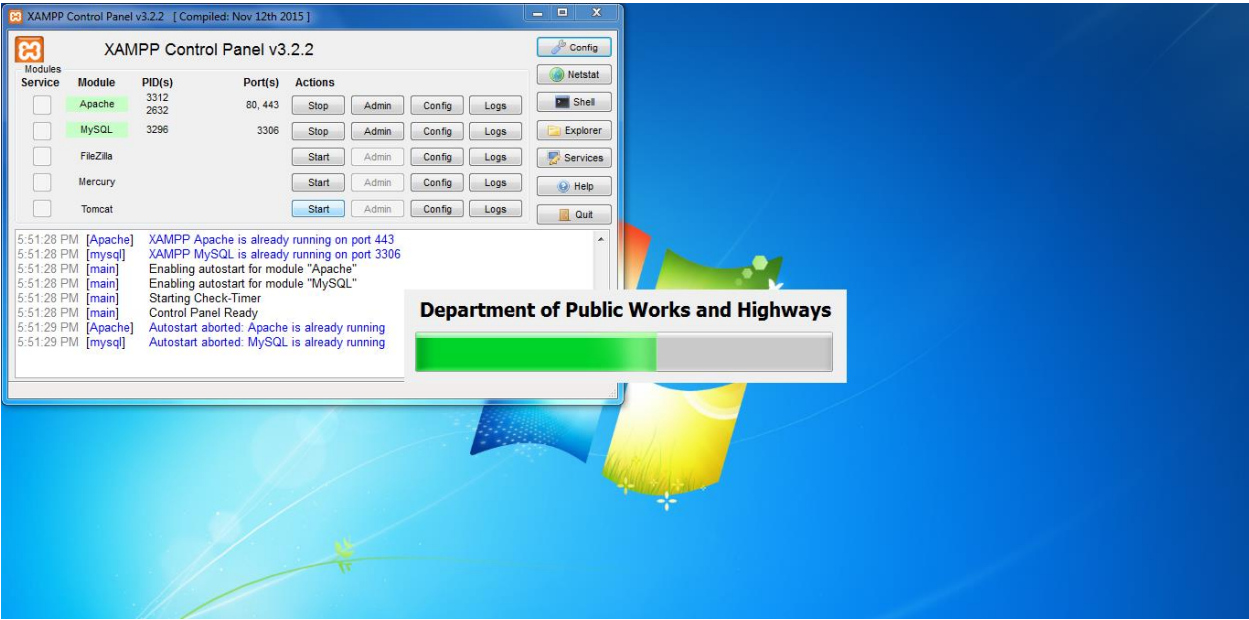 XAMPP Control Panel v3.2.2 [ Compiled: Nov 12th 2015 ]
XAMPP Control Panel v3.2.2
Config
Modules
Service Module PID(s) Port(s) Actions
Netstat
Apache 3312 2632 80, 443 Stop Admin Config Logs
Shell
MySQL 3296 3306 Stop Admin Config Logs
Explorer
FileZilla Start Admin Config Logs
Services
Mercury Start Admin Config Logs
Help
Tomcat Start Admin Config Logs
Quit
5:51:28 PM [Apache] XAMPP Apache is already running on port 443
5:51:28 PM [mysql] XAMPP MySQL is already running on port 3306
5:51:28 PM [main] Enabling autostart for module "Apache"
5:51:28 PM [main] Enabling autostart for module "MySQL"
5:51:28 PM [main] Starting Check-Timer
5:51:28 PM [main] Control Panel Ready
5:51:29 PM [Apache] Autostart aborted: Apache is already running
5:51:29 PM [mysql] Autostart aborted: MySQL is already running
Department of Public Works and Highways